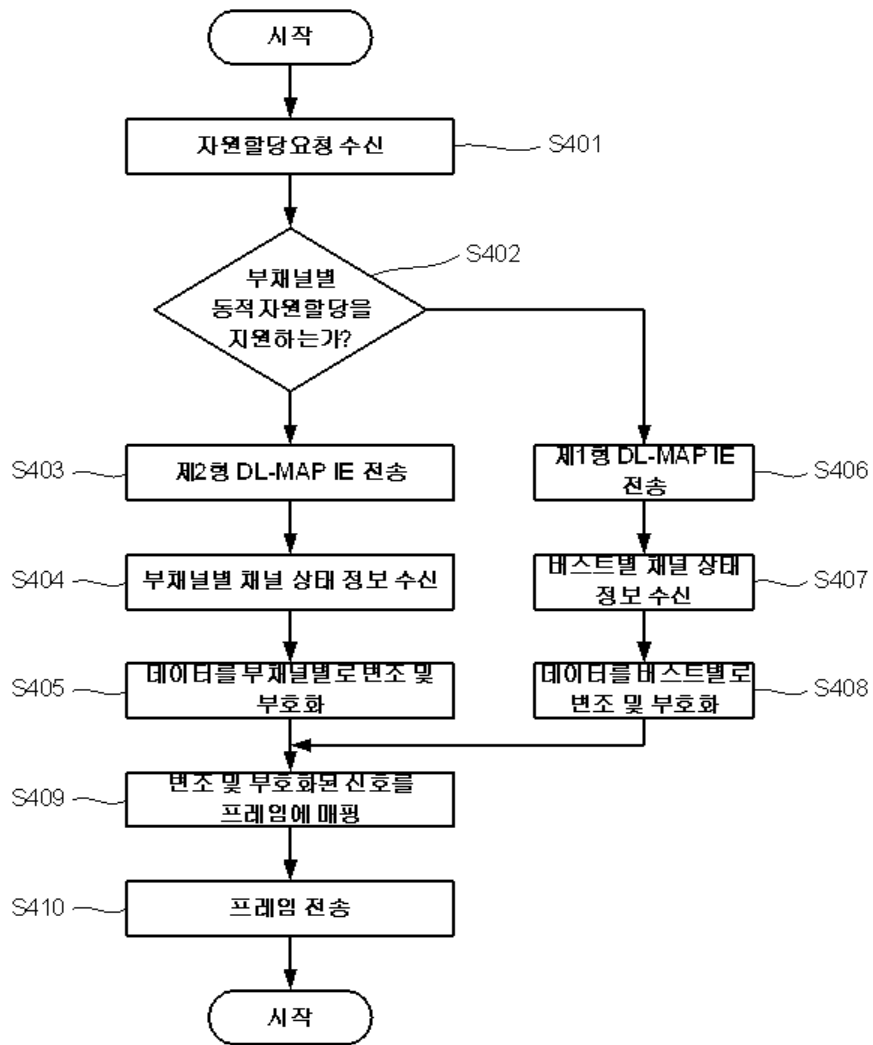 시작
자원할당요청 수신
S401
S402
부채널별
동적자원할당을
지원하는가?
S403
제2형 DL-MAP IE 전송
제1형 DL-MAP IE
전송
S406
S404
부채널별 채널 상태 정보 수신
버스트별 채널 상태
정보 수신
S407
S405
데이터를 부채널별로 변조 및
부호화
데이터를 버스트별로
변조 및 부호화
S408
S409
변조 및 부호화된 신호를
프레임에 매핑
S410
프레임 전송
시작